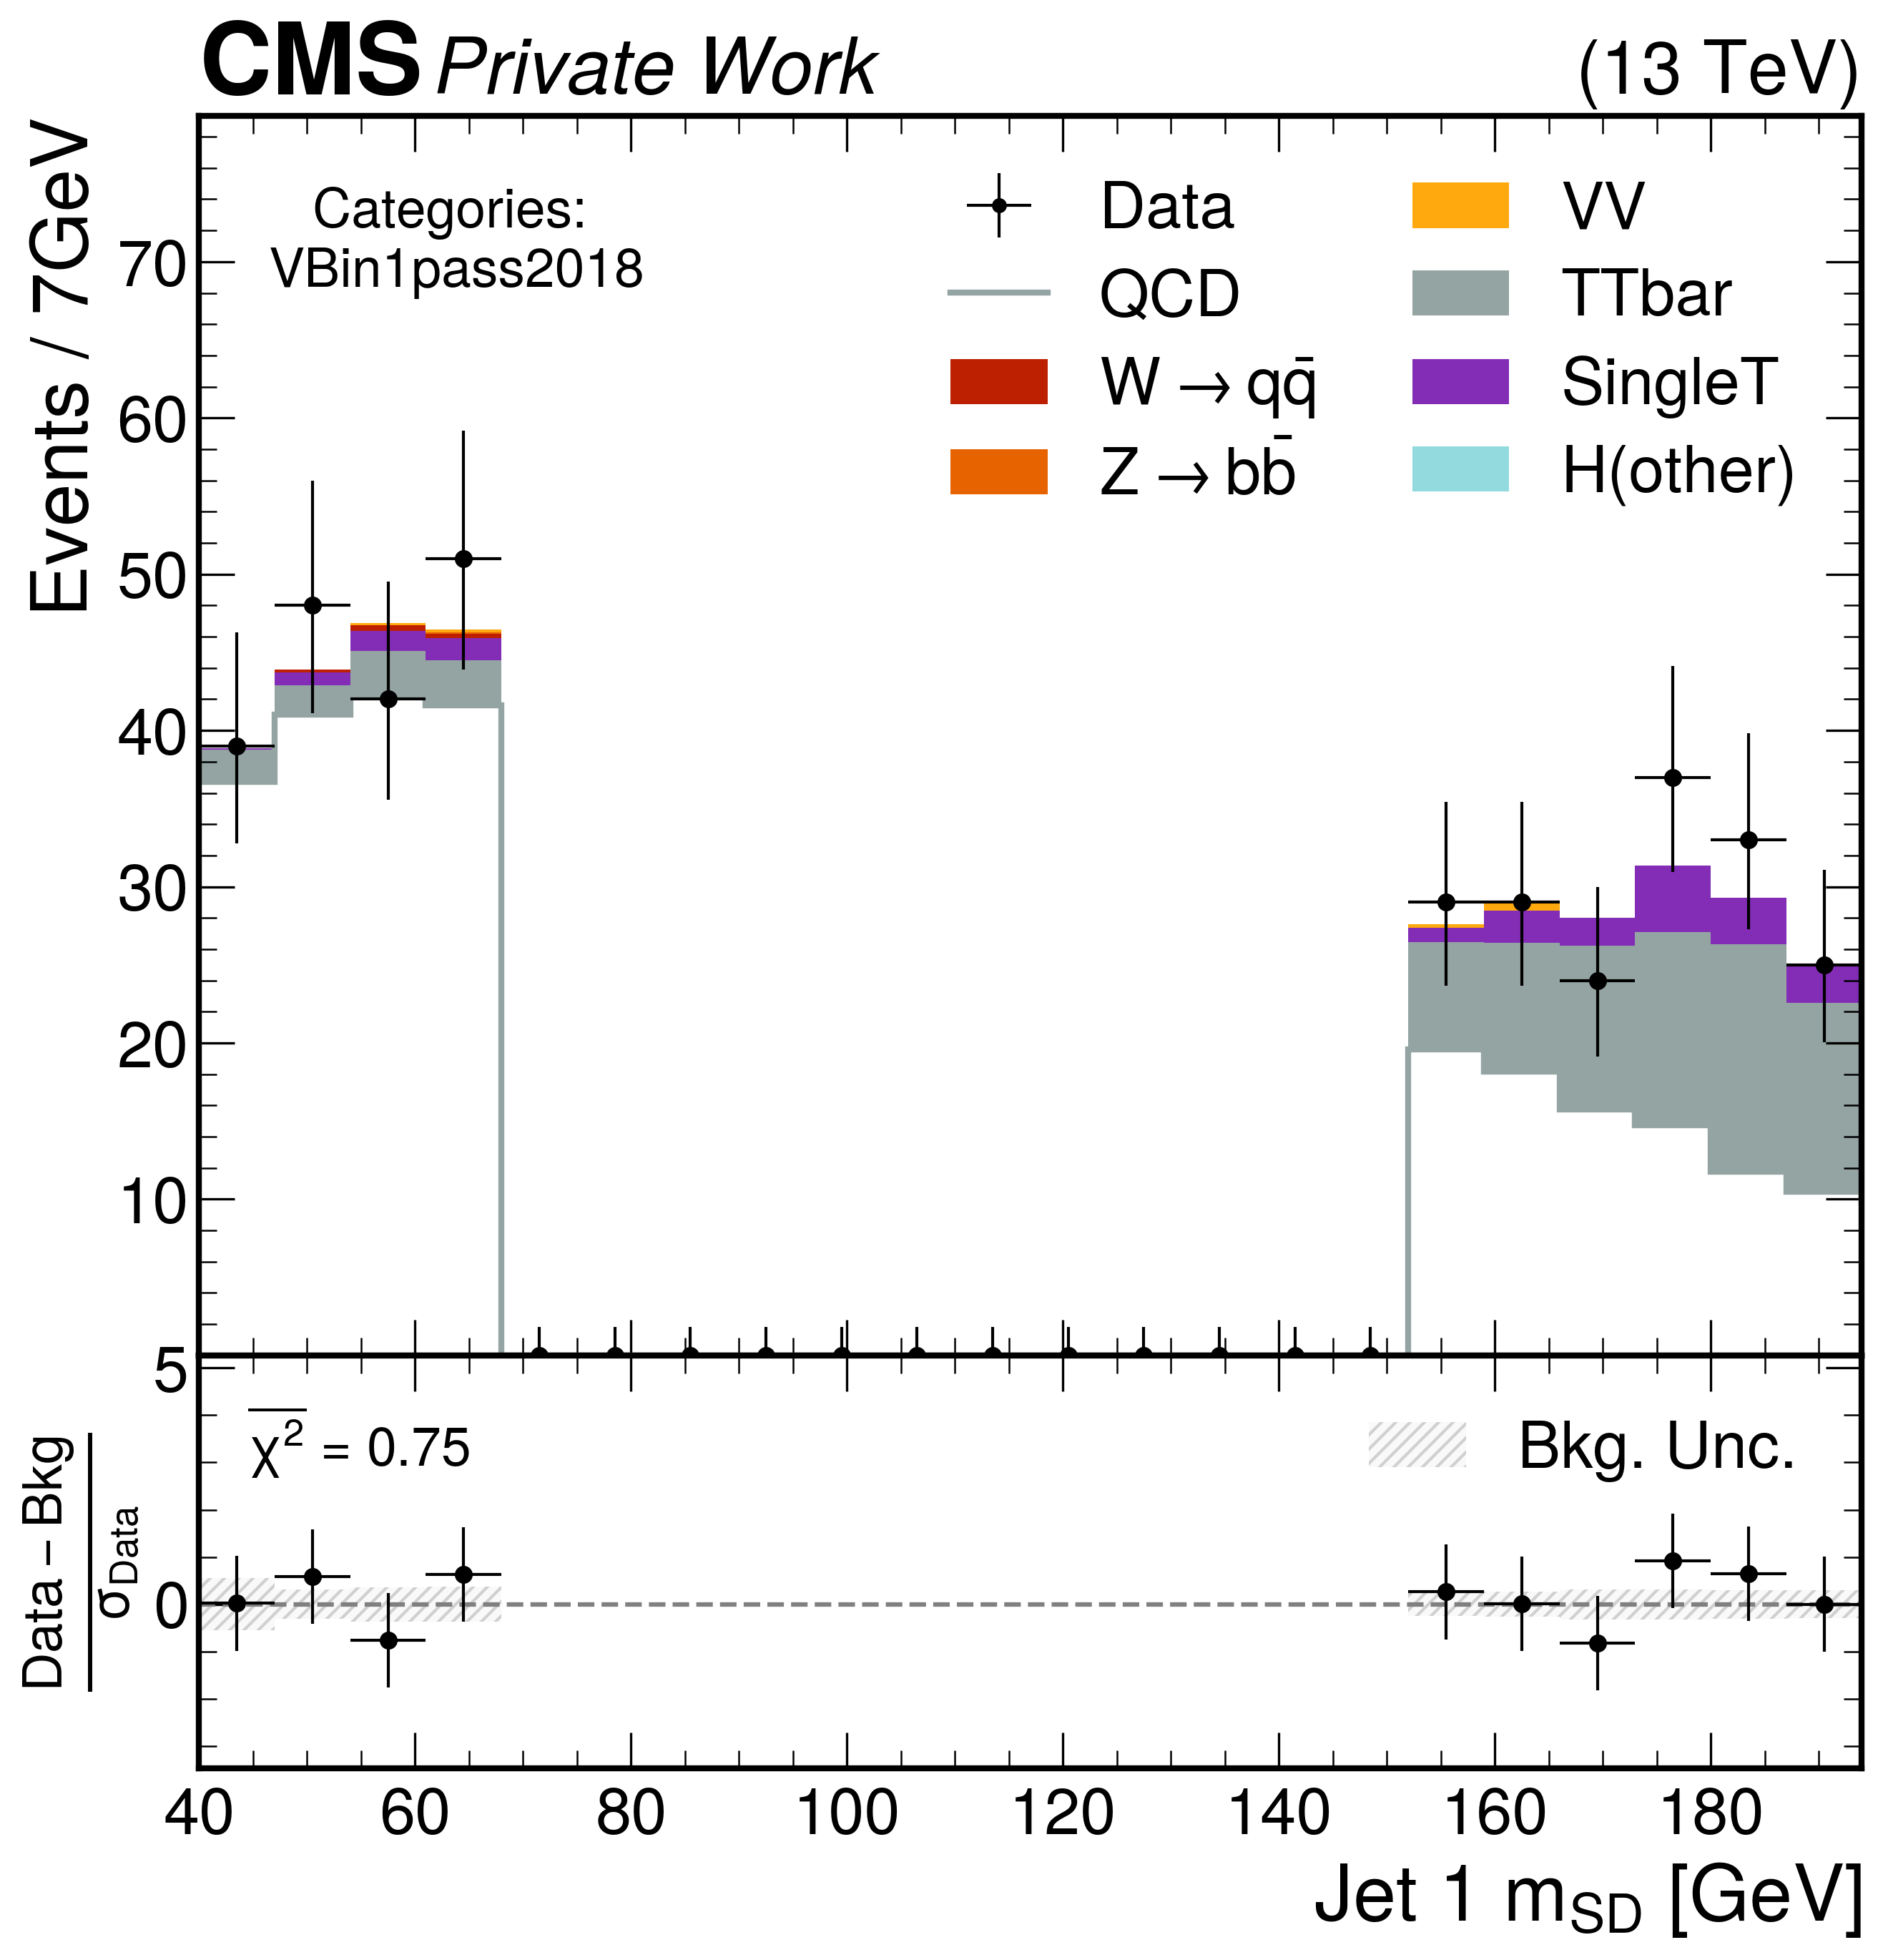 CMS Private Work (13 TeV)
Events / 7GeV
Categories:
VBin1pass2018
Data
QCD
W → qq̄
Z → bb̄
VV
TTbar
SingleT
H(other)
70
60
50
40
30
20
10
5
0
Data − Bkg
σ_Data
χ² = 0.75
Bkg. Unc.
40 60 80 100 120 140 160 180
Jet 1 m_SD [GeV]